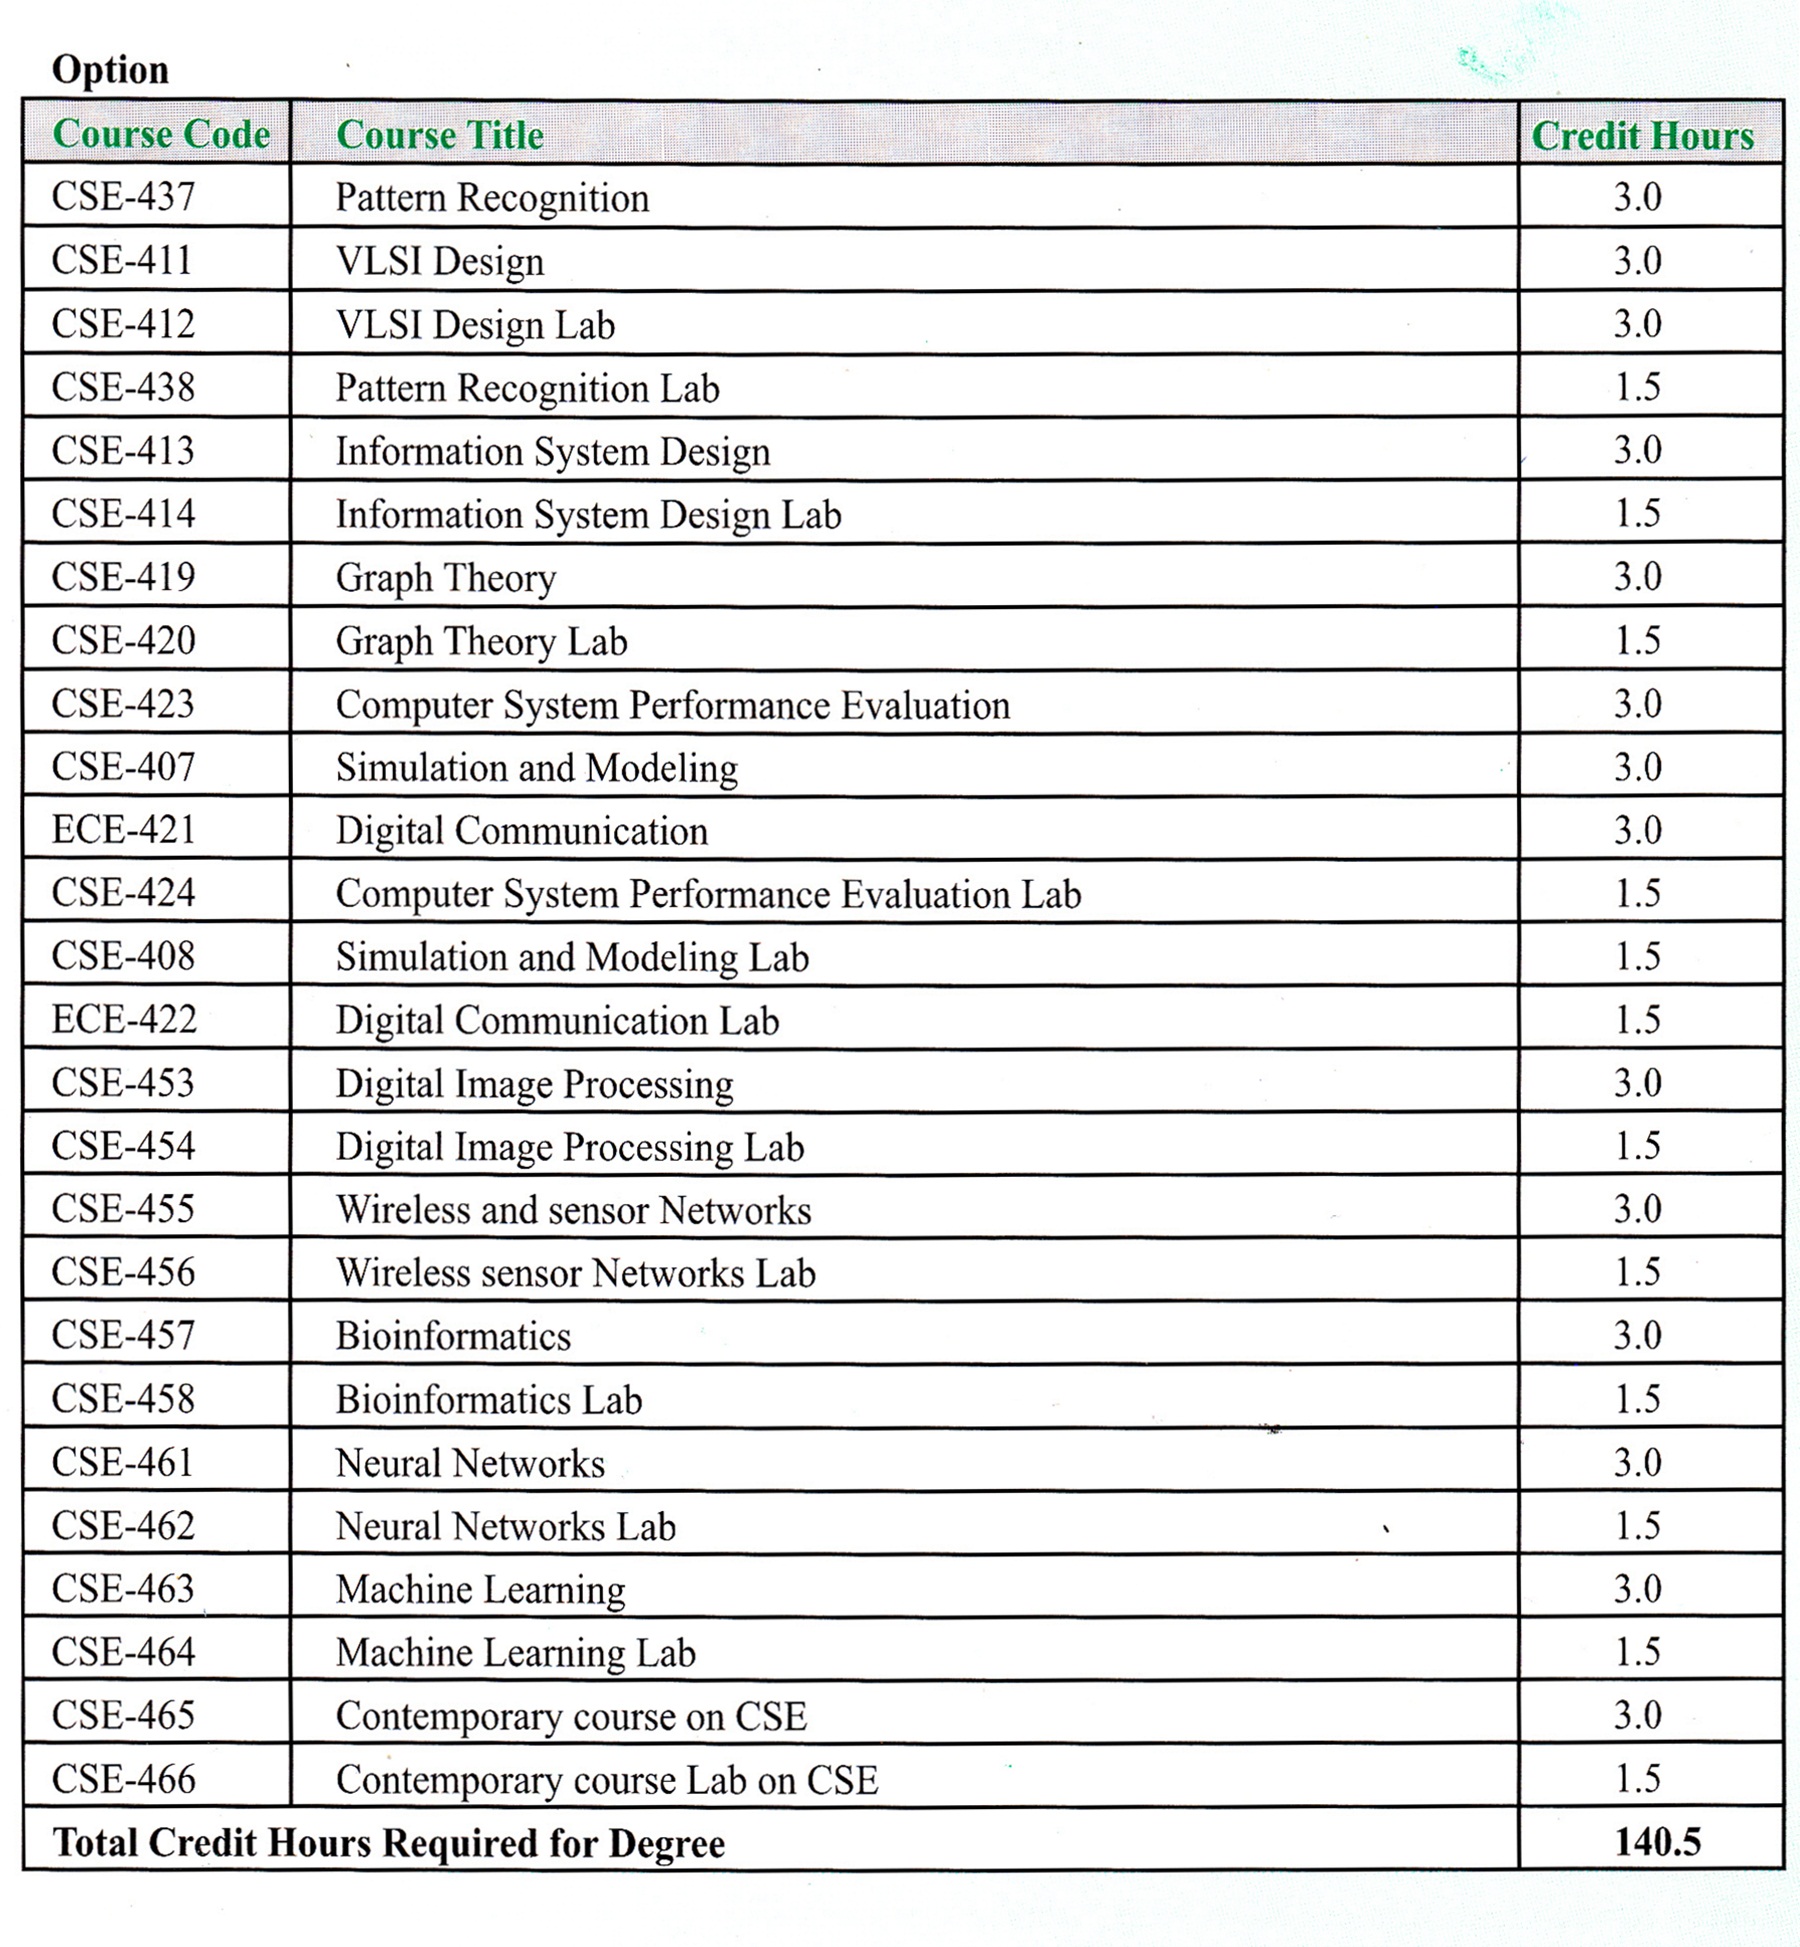 Option
Course Code Course Title Credit Hours
CSE-437 Pattern Recognition 3.0
CSE-411 VLSI Design 3.0
CSE-412 VLSI Design Lab 3.0
CSE-438 Pattern Recognition Lab 1.5
CSE-413 Information System Design 3.0
CSE-414 Information System Design Lab 1.5
CSE-419 Graph Theory 3.0
CSE-420 Graph Theory Lab 1.5
CSE-423 Computer System Performance Evaluation 3.0
CSE-407 Simulation and Modeling 3.0
ECE-421 Digital Communication 3.0
CSE-424 Computer System Performance Evaluation Lab 1.5
CSE-408 Simulation and Modeling Lab 1.5
ECE-422 Digital Communication Lab 1.5
CSE-453 Digital Image Processing 3.0
CSE-454 Digital Image Processing Lab 1.5
CSE-455 Wireless and sensor Networks 3.0
CSE-456 Wireless sensor Networks Lab 1.5
CSE-457 Bioinformatics 3.0
CSE-458 Bioinformatics Lab 1.5
CSE-461 Neural Networks 3.0
CSE-462 Neural Networks Lab 1.5
CSE-463 Machine Learning 3.0
CSE-464 Machine Learning Lab 1.5
CSE-465 Contemporary course on CSE 3.0
CSE-466 Contemporary course Lab on CSE 1.5
Total Credit Hours Required for Degree 140.5